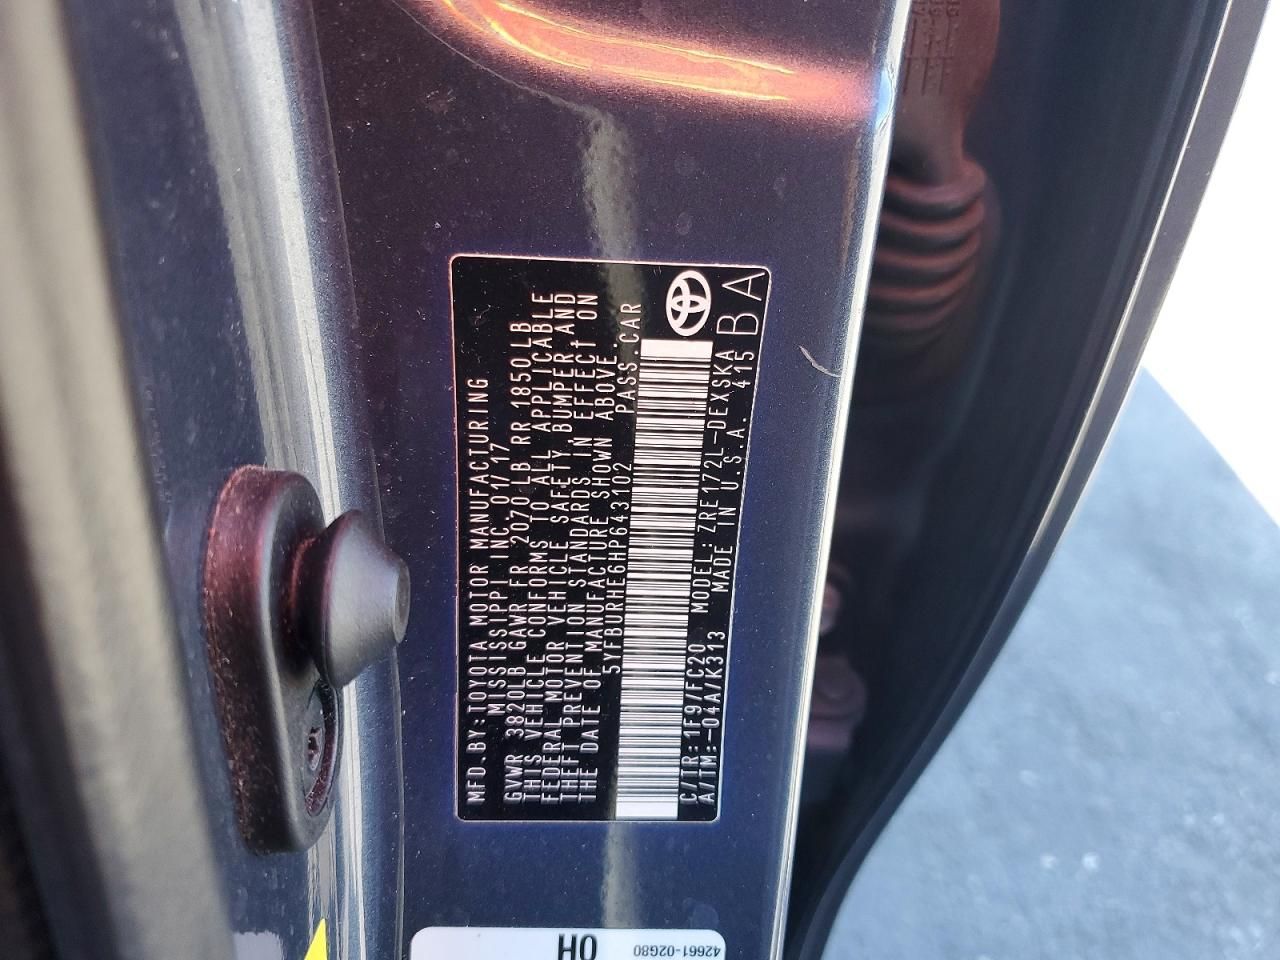 MFD.BY:TOYOTA MOTOR MANUFACTURING
MISSISSIPPI INC. 01/17
GVWR 3820LB GAWR FR 2070 LB RR 1850 LB
THIS VEHICLE CONFORMS TO ALL APPLICABLE
FEDERAL MOTOR VEHICLE SAFETY, BUMPER, AND
THEFT PREVENTION STANDARDS IN EFFECT ON
THE DATE OF MANUFACTURE SHOWN ABOVE.
5YFBURHE6HP643102 PASS.CAR
C/TR:1F9/FC20 MODEL:ZRE172L-DEXSKA
A/TM:-04A/K313 MADE IN U.S.A. 415
BA
OH
42661-02G80